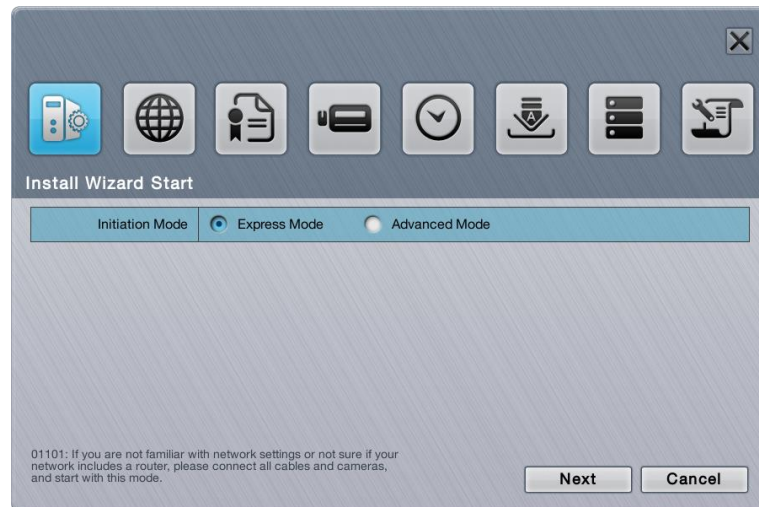 Install Wizard Start
Initiation Mode Express Mode Advanced Mode
01101: If you are not familiar with network settings or not sure if your
network includes a router, please connect all cables and cameras,
and start with this mode.
Next Cancel